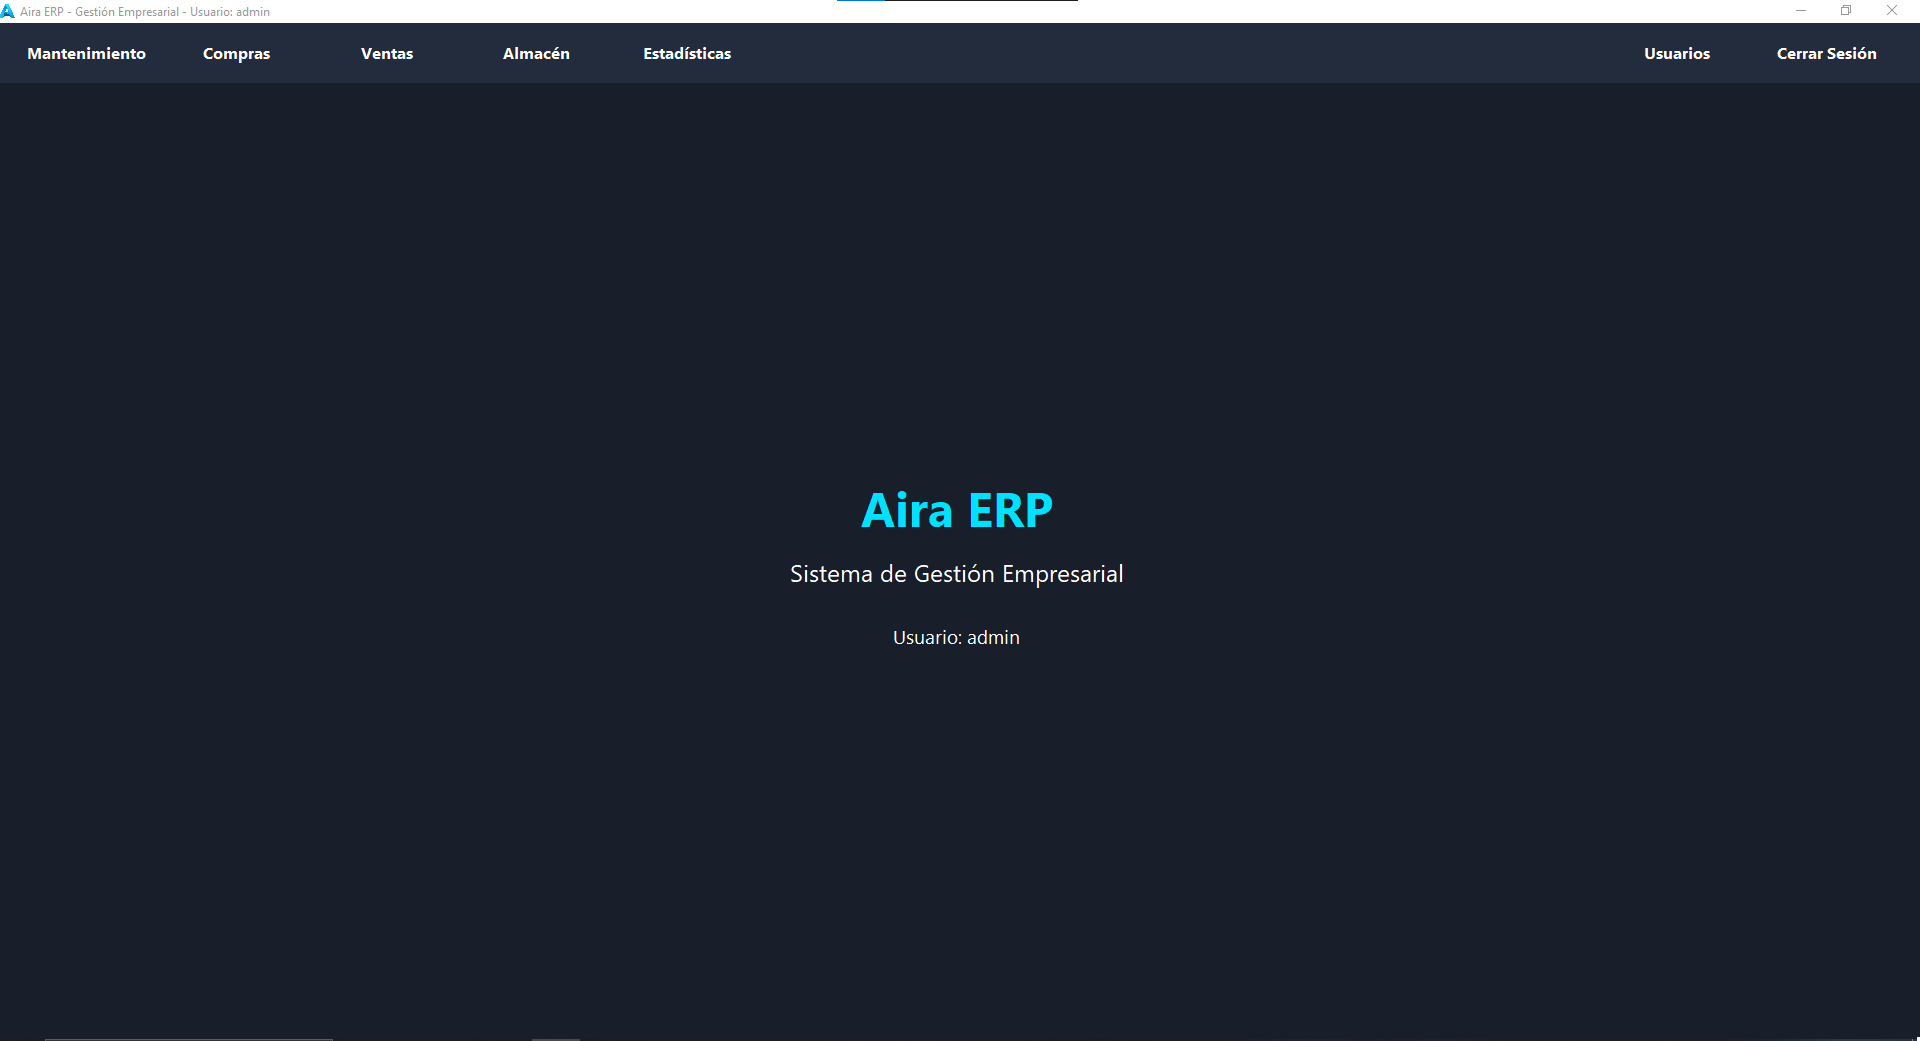 Aira ERP - Gestión Empresarial - Usuario: admin
Mantenimiento Compras Ventas Almacén Estadísticas Usuarios Cerrar Sesión
Aira ERP
Sistema de Gestión Empresarial
Usuario: admin